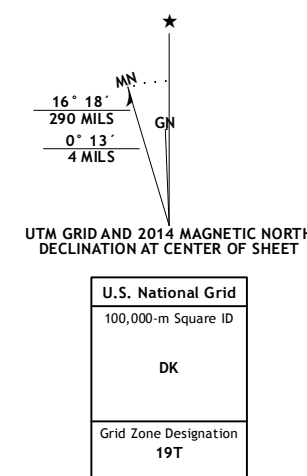 ★
MN
GN
16° 18´
290 MILS
0° 13´
4 MILS
UTM GRID AND 2014 MAGNETIC NORTH
DECLINATION AT CENTER OF SHEET
U.S. National Grid
100,000-m Square ID
DK
Grid Zone Designation
19T